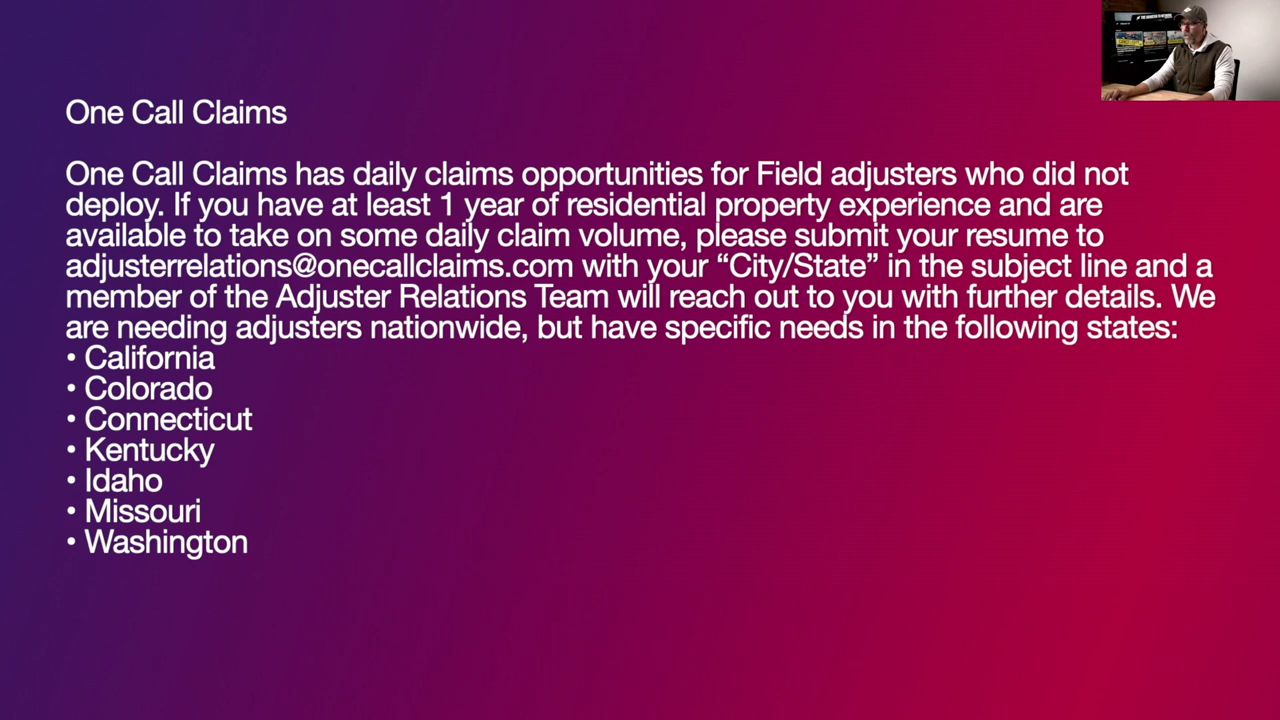 One Call Claims
One Call Claims has daily claims opportunities for Field adjusters who did not
deploy. If you have at least 1 year of residential property experience and are
available to take on some daily claim volume, please submit your resume to
adjusterrelations@onecallclaims.com with your “City/State” in the subject line and a
member of the Adjuster Relations Team will reach out to you with further details. We
are needing adjusters nationwide, but have specific needs in the following states:
• California
• Colorado
• Connecticut
• Kentucky
• Idaho
• Missouri
• Washington